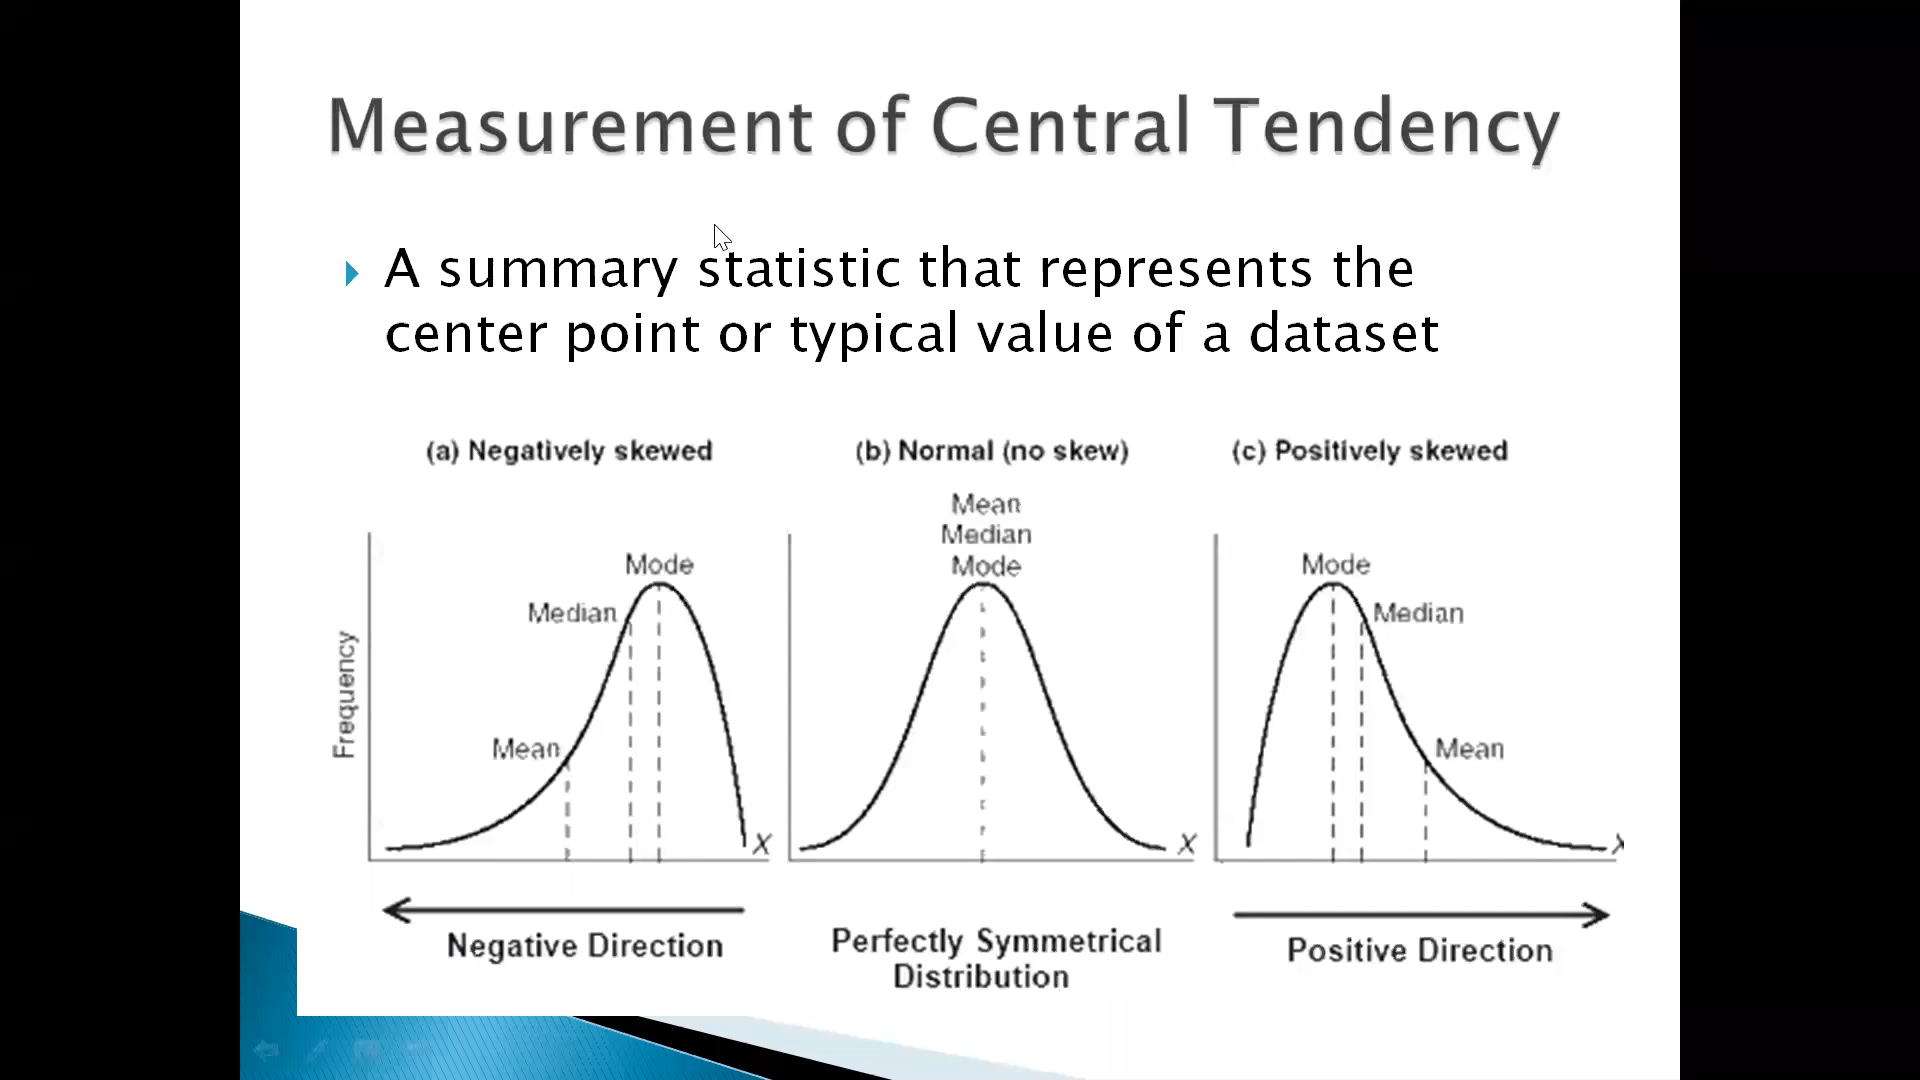 Measurement of Central Tendency
A summary statistic that represents the
center point or typical value of a dataset
(a) Negatively skewed
(b) Normal (no skew)
(c) Positively skewed
Mean
Median
Mode
Mode
Median
Mean
Frequency
X
Mode
Median
Mean
X
X
Negative Direction
Perfectly Symmetrical
Distribution
Positive Direction